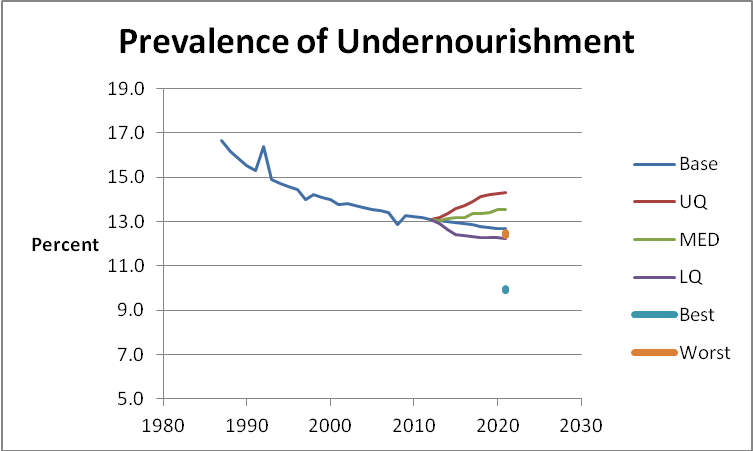 Prevalence of Undernourishment
19.0
17.0
15.0
13.0
11.0
9.0
7.0
5.0
Percent
1980 1990 2000 2010 2020 2030
Base
UQ
MED
LQ
Best
Worst